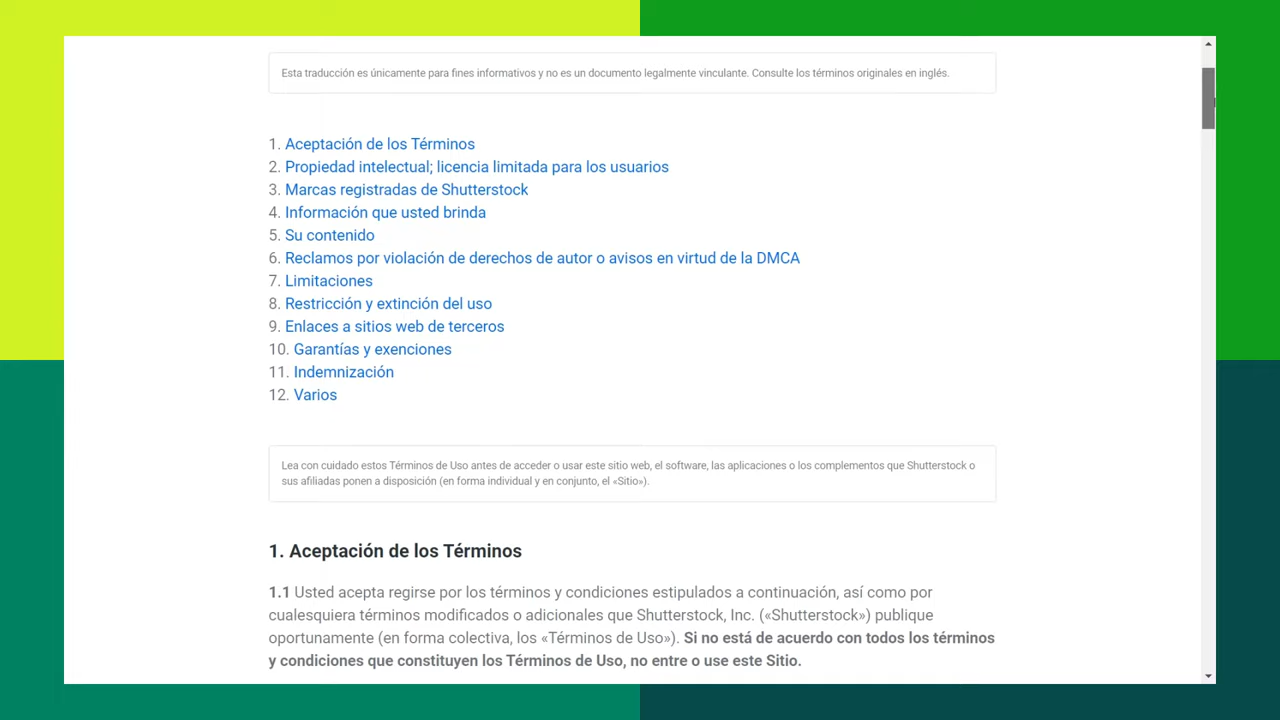 Esta traducción es únicamente para fines informativos y no es un documento legalmente vinculante. Consulte los términos originales en inglés.
1. Aceptación de los Términos
2. Propiedad intelectual; licencia limitada para los usuarios
3. Marcas registradas de Shutterstock
4. Información que usted brinda
5. Su contenido
6. Reclamos por violación de derechos de autor o avisos en virtud de la DMCA
7. Limitaciones
8. Restricción y extinción del uso
9. Enlaces a sitios web de terceros
10. Garantías y exenciones
11. Indemnización
12. Varios
Lea con cuidado estos Términos de Uso antes de acceder o usar este sitio web, el software, las aplicaciones o los complementos que Shutterstock o
sus afiliadas ponen a disposición (en forma individual y en conjunto, el «Sitio»).
1. Aceptación de los Términos
1.1 Usted acepta regirse por los términos y condiciones estipulados a continuación, así como por
cualesquiera términos modificados o adicionales que Shutterstock, Inc. («Shutterstock») publique
oportunamente (en forma colectiva, los «Términos de Uso»). Si no está de acuerdo con todos los términos
y condiciones que constituyen los Términos de Uso, no entre o use este Sitio.